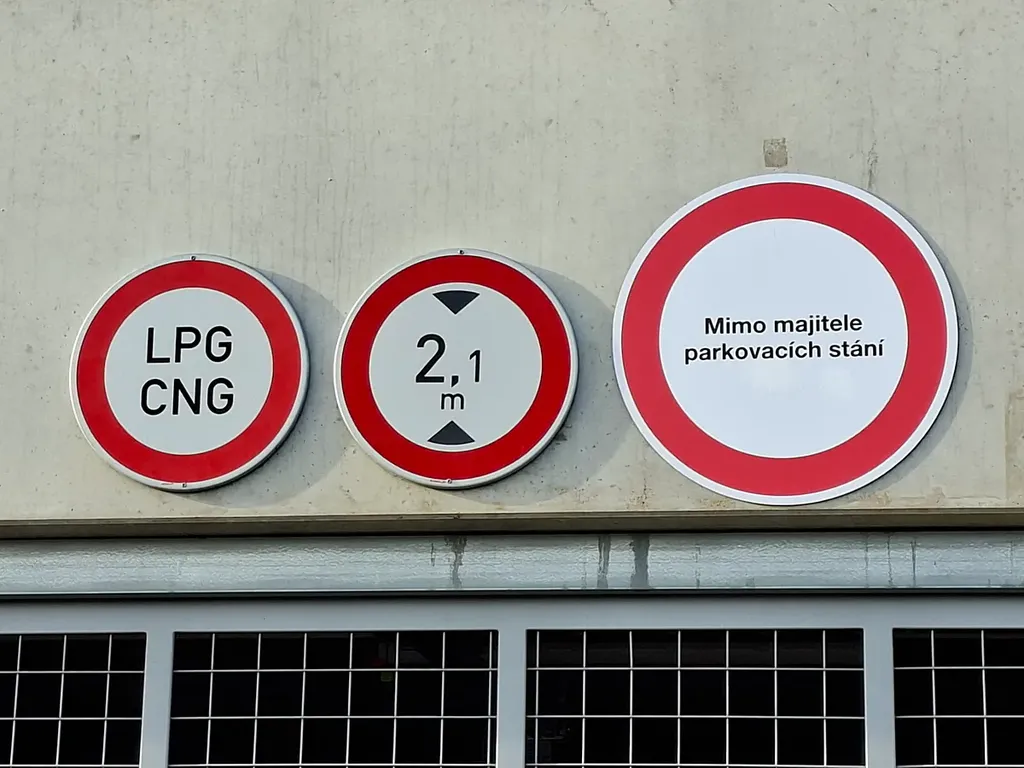 LPG
CNG
2,1
m
Mimo majitele
parkovacích stání